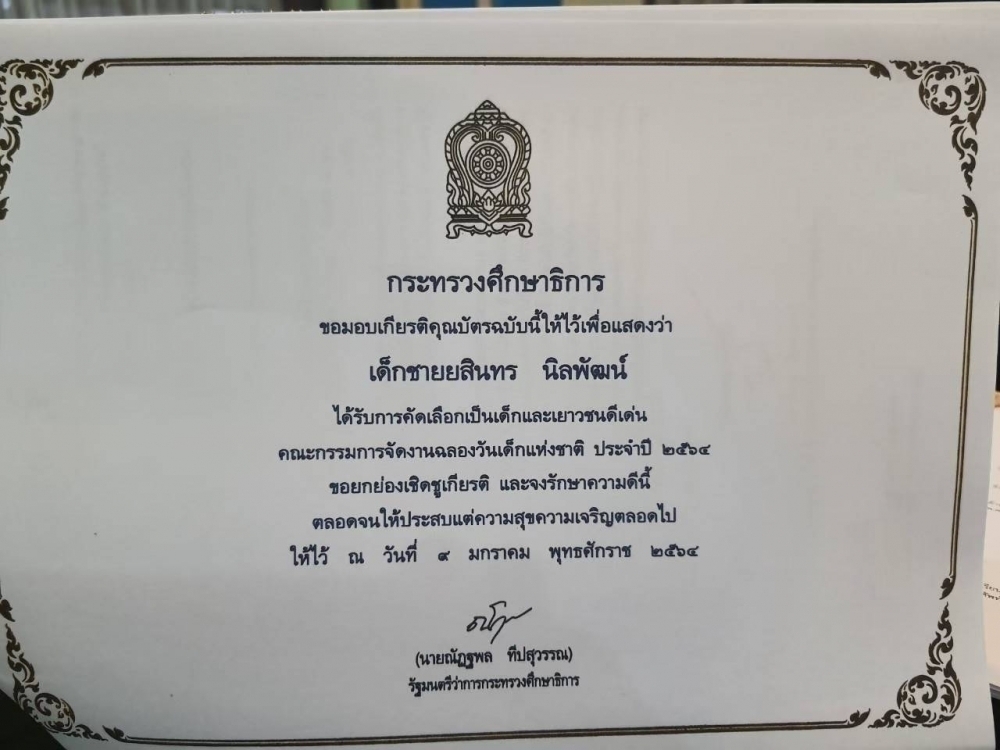 กระทรวงศึกษาธิการ
ขอมอบเกียรติคุณบัตรฉบับนี้ให้ไว้เพื่อแสดงว่า
เด็กชายยสินทร นิลพัฒน์
ได้รับการคัดเลือกเป็นเด็กและเยาวชนดีเด่น
คณะกรรมการจัดงานฉลองวันเด็กแห่งชาติ ประจำปี ๒๕๖๔
ขอยกย่องเชิดชูเกียรติ และจงรักษาความดีนี้
ตลอดจนให้ประสบแต่ความสุขความเจริญตลอดไป
ให้ไว้ ณ วันที่ ๙ มกราคม พุทธศักราช ๒๕๖๔
(นายณัฏฐพล ทีปสุวรรณ)
รัฐมนตรีว่าการกระทรวงศึกษาธิการ